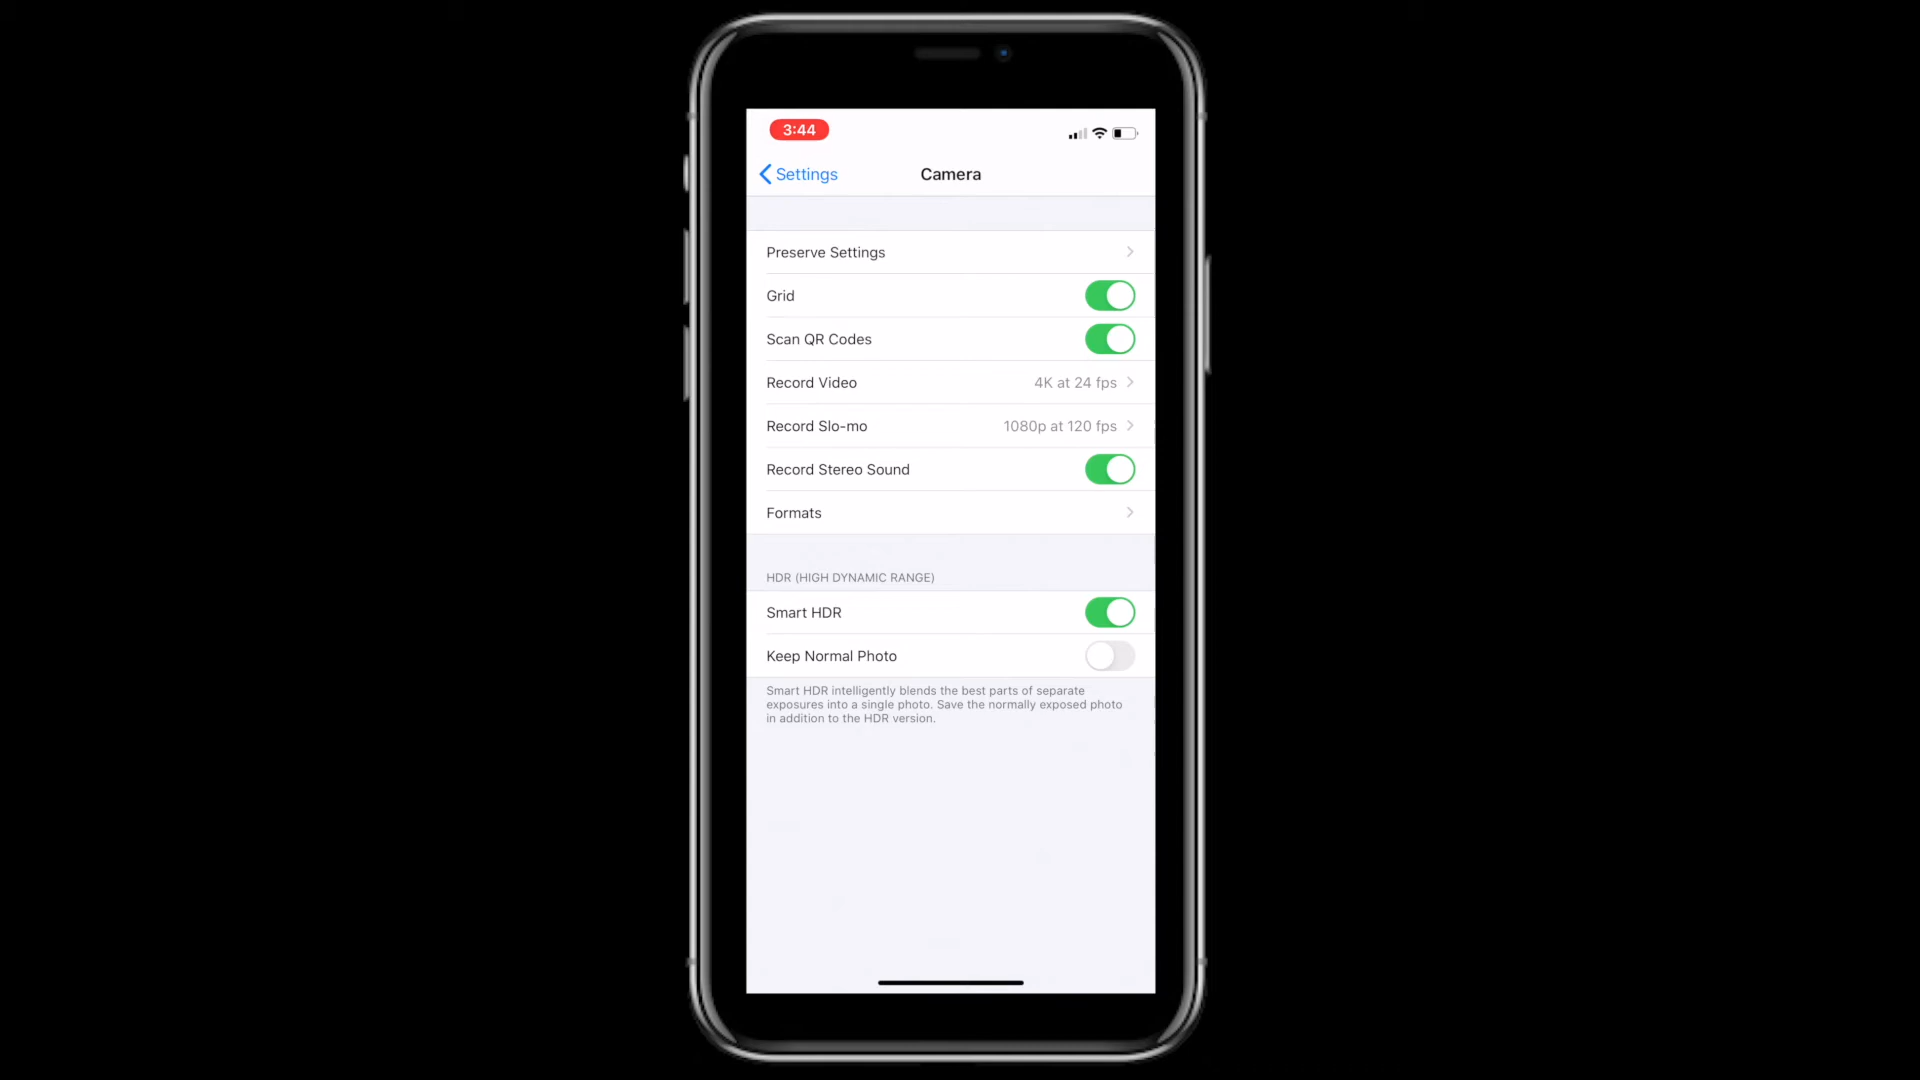 3:44
Settings
Camera
Preserve Settings
Grid
Scan QR Codes
Record Video 4K at 24 fps
Record Slo-mo 1080p at 120 fps
Record Stereo Sound
Formats
HDR (HIGH DYNAMIC RANGE)
Smart HDR
Keep Normal Photo
Smart HDR intelligently blends the best parts of separate
exposures into a single photo. Save the normally exposed photo
in addition to the HDR version.